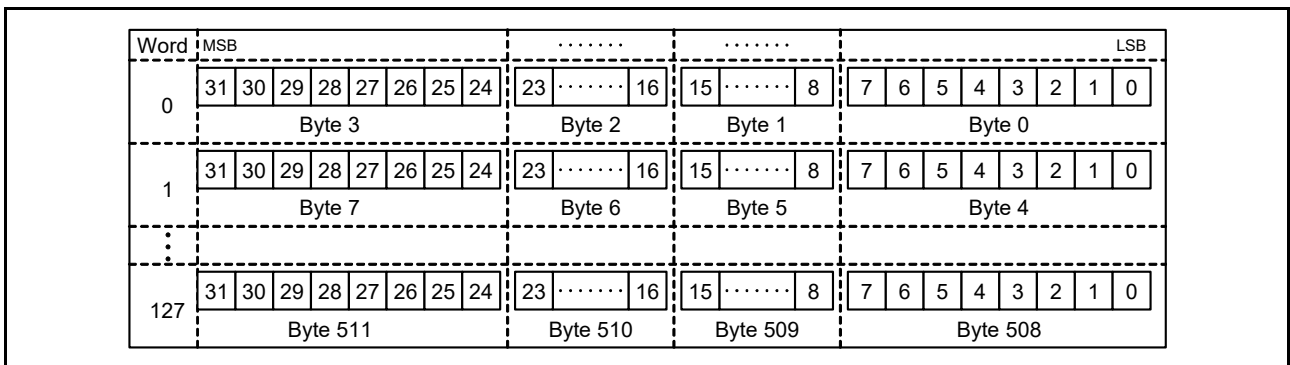 Word MSB ······· ······· LSB
0 31 30 29 28 27 26 25 24 23 ······· 16 15 ······· 8 7 6 5 4 3 2 1 0
Byte 3 Byte 2 Byte 1 Byte 0
1 31 30 29 28 27 26 25 24 23 ······· 16 15 ······· 8 7 6 5 4 3 2 1 0
Byte 7 Byte 6 Byte 5 Byte 4
⋮
127 31 30 29 28 27 26 25 24 23 ······· 16 15 ······· 8 7 6 5 4 3 2 1 0
Byte 511 Byte 510 Byte 509 Byte 508